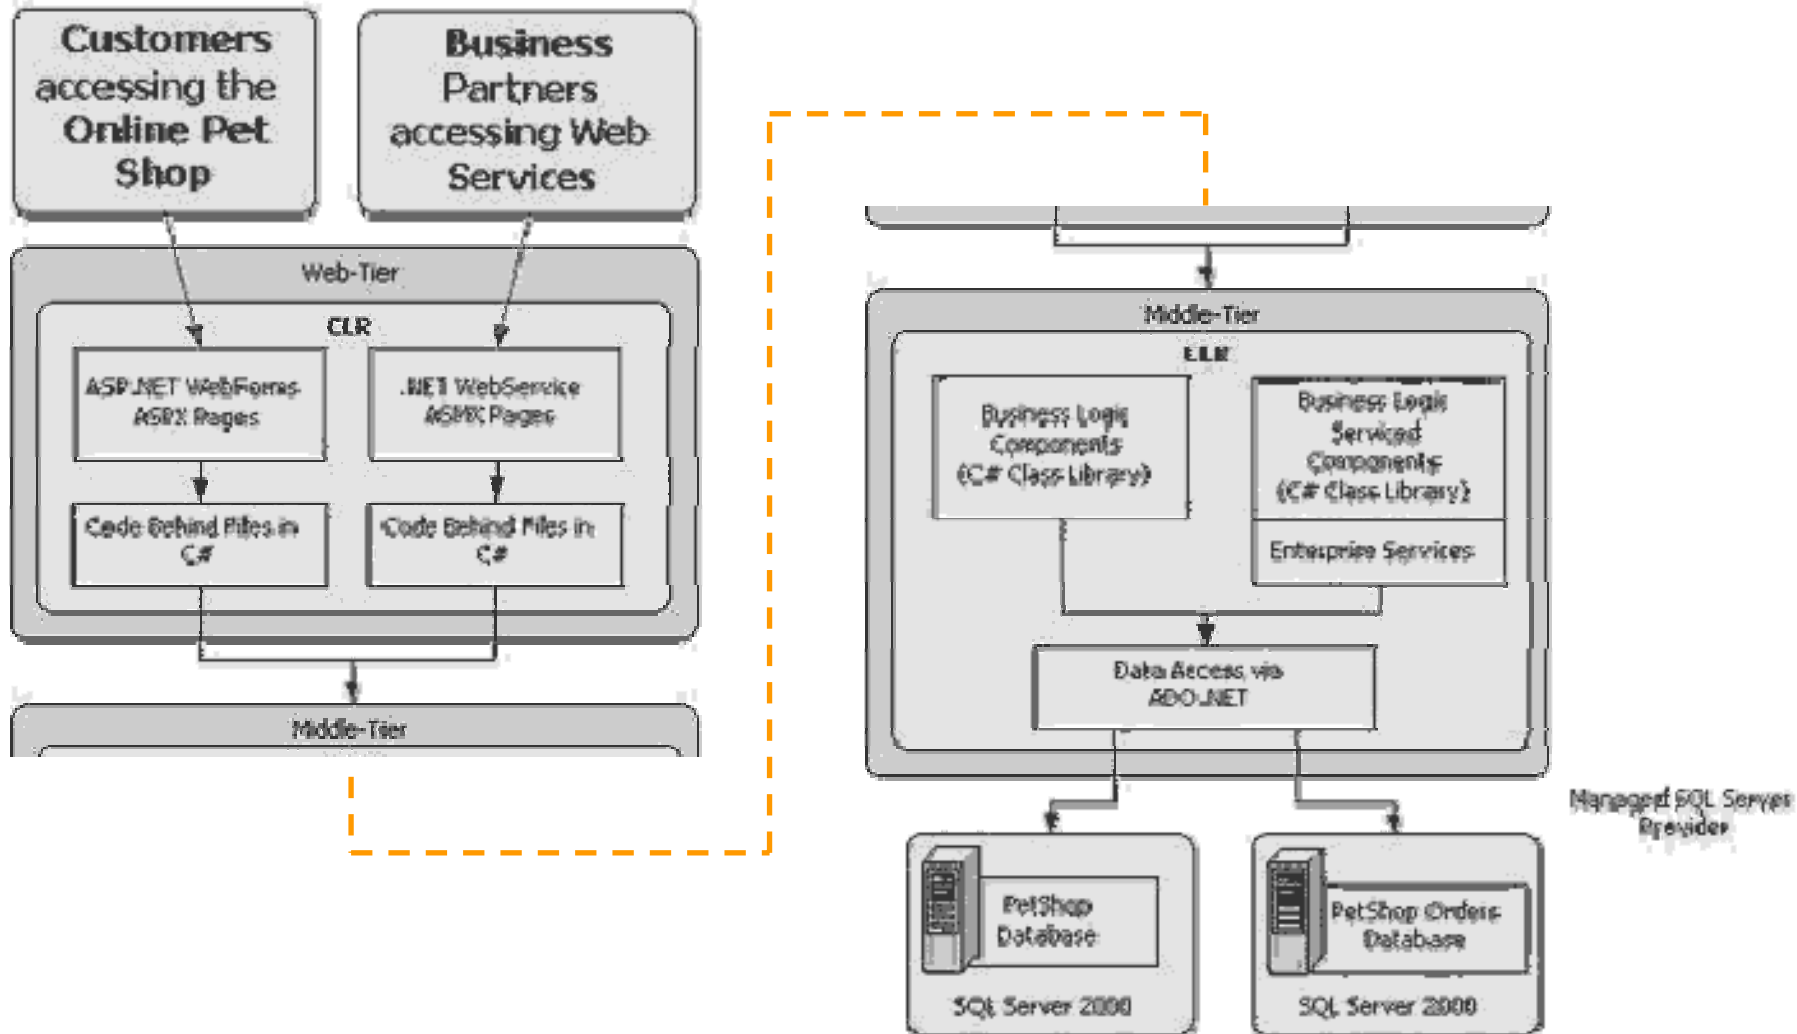 Customers
accessing the
Online Pet
Shop
Business
Partners
accessing Web
Services
Web-Tier
CLR
ASP.NET WebForms
ASPX Pages
.NET WebService
ASMX Pages
Code Behind Files in
C#
Code Behind Files in
C#
Middle-Tier
Middle-Tier
CLR
Business Logic
Components
(C# Class Library)
Business Logic
Serviced
Components
(C# Class Library)
Enterprise Services
Data Access via
ADO.NET
Managed SQL Server
Provider
PetShop
Database
SQL Server 2000
PetShop Orders
Database
SQL Server 2000